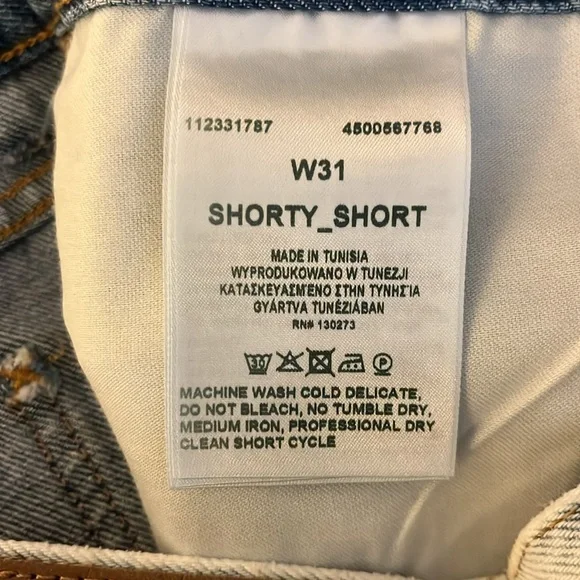 112331787 4500567768
W31
SHORTY_SHORT
MADE IN TUNISIA
WYPRODUKOWANO W TUNEZJI
ΚΑΤΑΣΚΕΥΑΣΜΕΝΟ ΣΤΗΝ ΤΥΝΗΣΙΑ
GYÁRTVA TUNÉZIÁBAN
RN# 130273
30 P
MACHINE WASH COLD DELICATE,
DO NOT BLEACH, NO TUMBLE DRY,
MEDIUM IRON, PROFESSIONAL DRY
CLEAN SHORT CYCLE